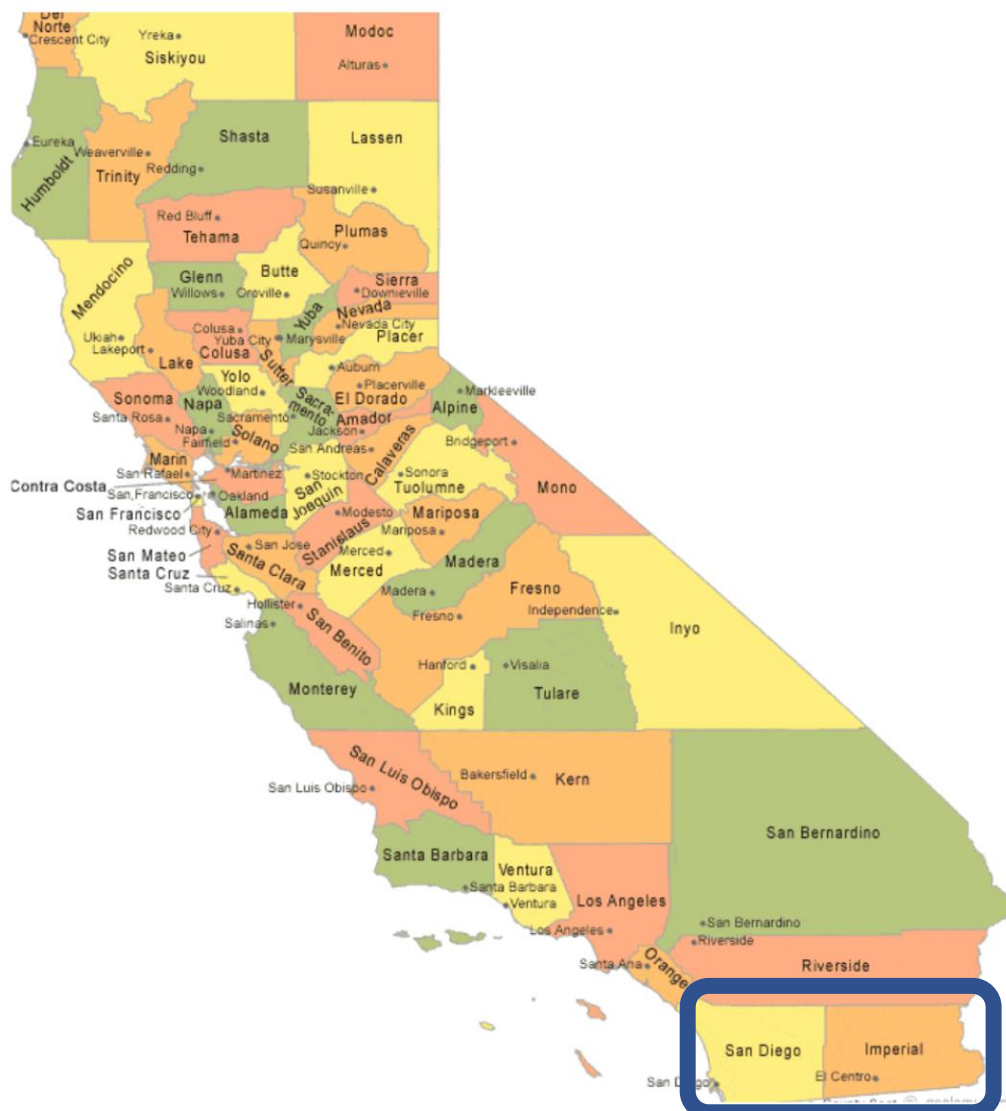 Del
Norte
Crescent City
Yreka
Siskiyou
Modoc
Alturas
Eureka
Humboldt
Weaverville
Trinity
Shasta
Redding
Lassen
Susanville
Red Bluff
Tehama
Plumas
Quincy
Mendocino
Glenn
Willows
Butte
Oroville
Sierra
Downieville
Yuba
Nevada
Nevada City
Ukiah
Lakeport
Colusa
Yuba City
Marysville
Placer
Lake
Colusa
Sutter
Auburn
Yolo
Woodland
Placerville
El Dorado
Markleeville
Sonoma
Santa Rosa
Napa
Napa
Sacramento
Sacra-
mento
Amador
Jackson
Alpine
Fairfield
Solano
San Andreas
Calaveras
Bridgeport
Marin
San Rafael
Martinez
Contra Costa
Stockton
Sonora
Tuolumne
Mono
San Francisco
Oakland
San
Joaquin
San Francisco
Alameda
Modesto
Mariposa
Redwood City
Stanislaus
Mariposa
San Mateo
San Jose
Merced
Santa Cruz
Santa Clara
Merced
Madera
Santa Cruz
Madera
Fresno
Hollister
Fresno
Independence
Salinas
San Benito
Inyo
Hanford
Visalia
Monterey
Kings
Tulare
San Luis Obispo
San Luis Obispo
Bakersfield
Kern
San Bernardino
Santa Barbara
Ventura
Santa Barbara
Ventura
Los Angeles
Los Angeles
San Bernardino
Riverside
Santa Ana
Orange
Riverside
San Diego
Imperial
San Diego
El Centro